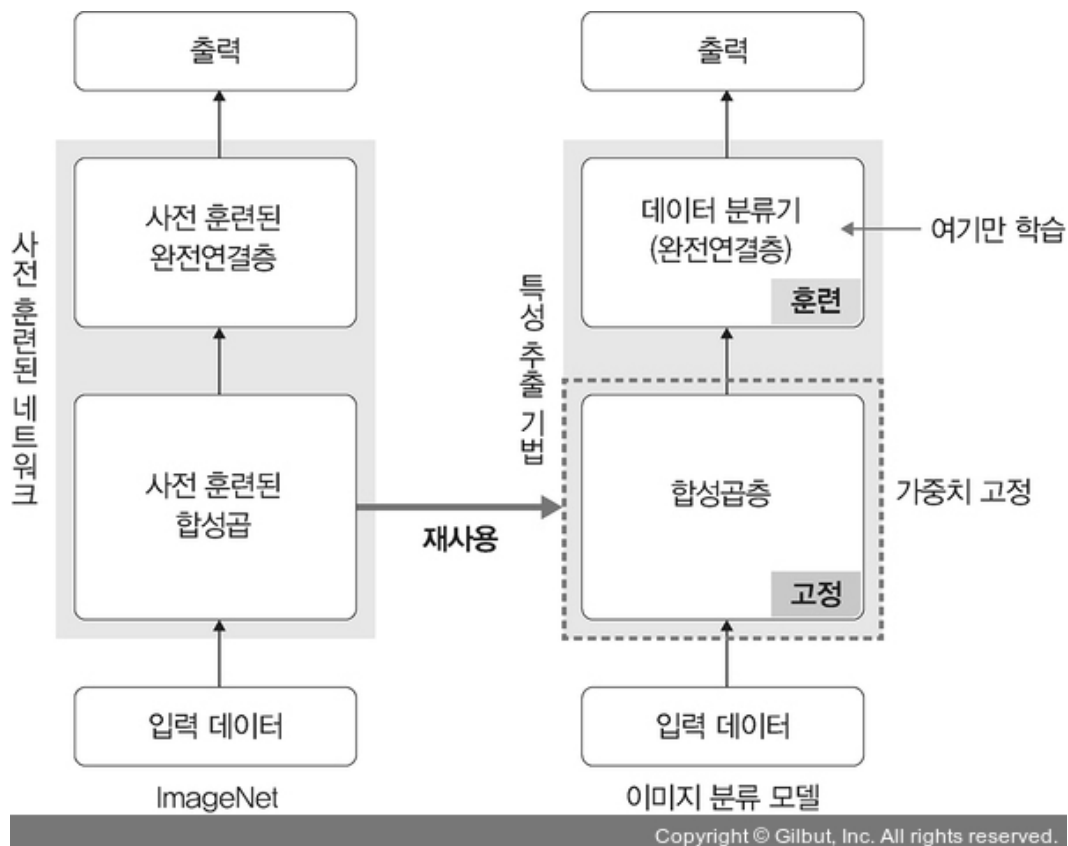 출력
사전 훈련된
완전연결층
사전 훈련된 네트워크
사전 훈련된
합성곱
재사용
입력 데이터
ImageNet
출력
데이터 분류기
(완전연결층)
훈련
여기만 학습
특성 추출 기법
합성곱층
고정
가중치 고정
입력 데이터
이미지 분류 모델
Copyright © Gilbut, Inc. All rights reserved.